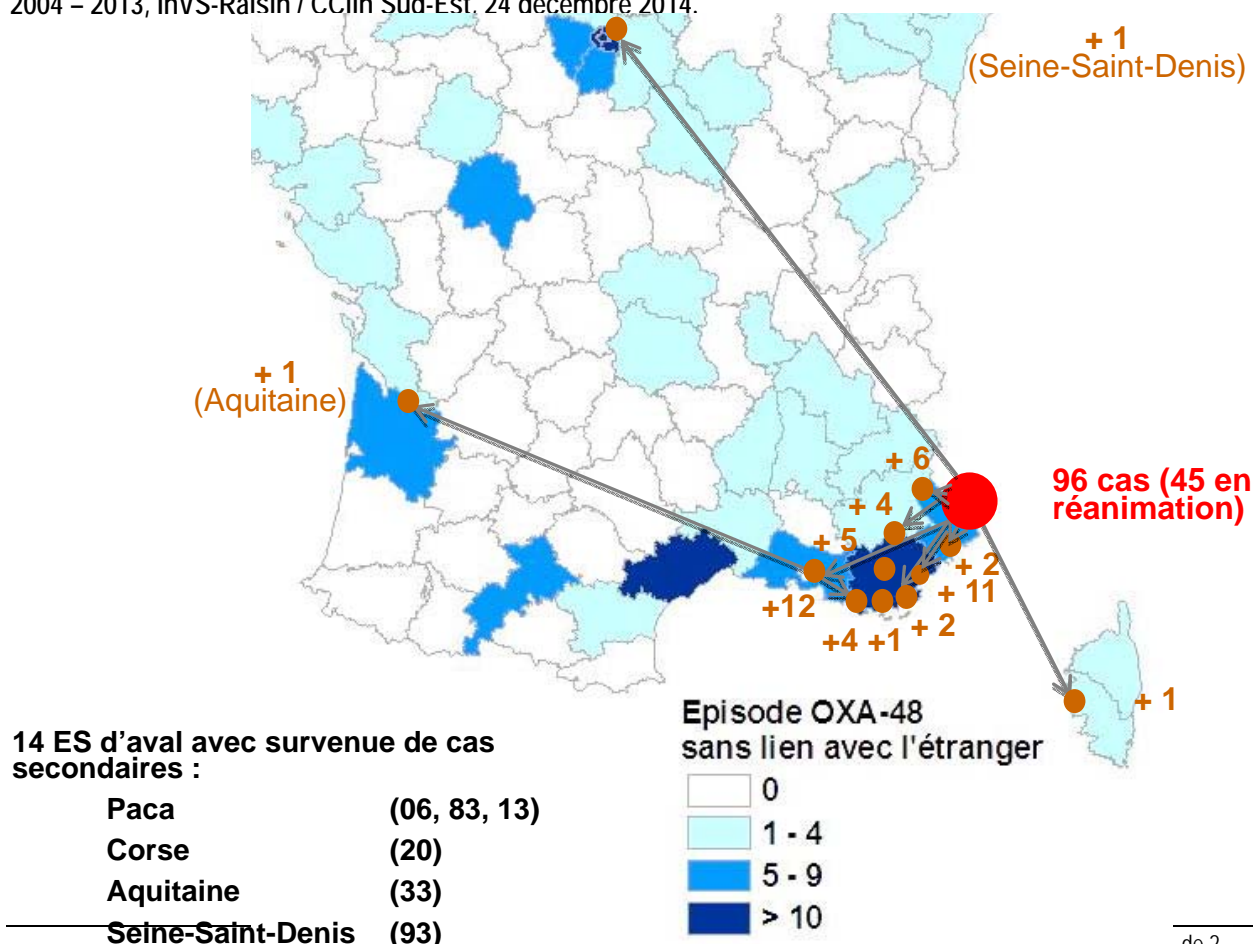 2004 – 2013, InVS-Raisin / CClin Sud-Est, 24 décembre 2014.
+ 1
(Seine-Saint-Denis)
+ 1
(Aquitaine)
+ 6
96 cas (45 en
réanimation)
+ 4
+ 5
+ 2
+ 11
+12
+ 2
+4 +1
+ 1
Episode OXA-48
sans lien avec l'étranger
0
1 - 4
5 - 9
> 10
14 ES d’aval avec survenue de cas
secondaires :
Paca (06, 83, 13)
Corse (20)
Aquitaine (33)
Seine-Saint-Denis (93)
de 2